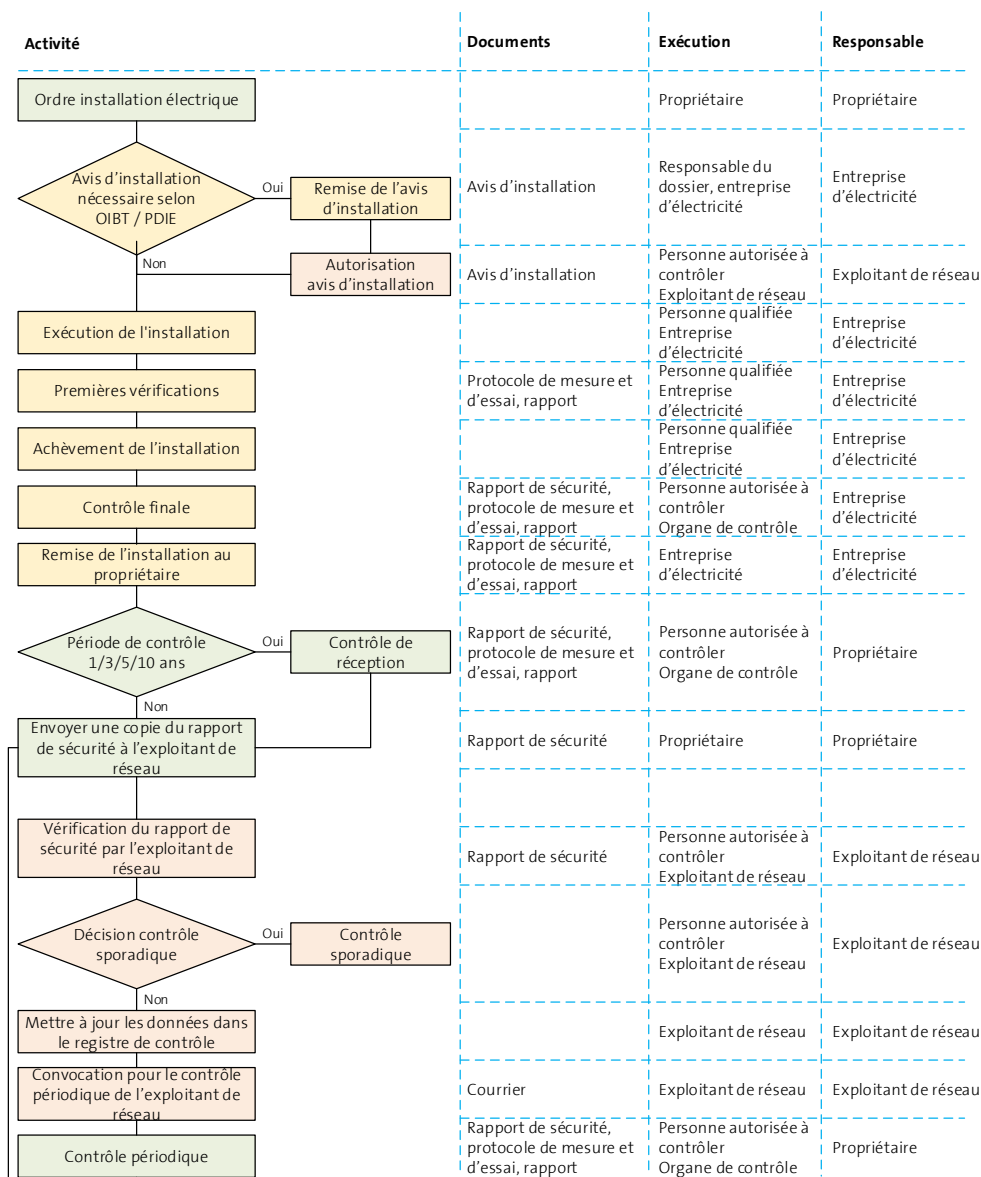 Activité
Documents
Exécution
Responsable
Ordre installation électrique
Propriétaire
Propriétaire
Avis d'installation
nécessaire selon
OIBT / PDIE
Oui
Remise de l'avis
d'installation
Avis d'installation
Responsable du
dossier, entreprise
d'électricité
Entreprise
d'électricité
Non
Autorisation
avis d'installation
Avis d'installation
Personne autorisée à
contrôler
Exploitant de réseau
Exploitant de réseau
Exécution de l'installation
Personne qualifiée
Entreprise
d'électricité
Entreprise
d'électricité
Premières vérifications
Protocole de mesure et
d'essai, rapport
Personne qualifiée
Entreprise
d'électricité
Entreprise
d'électricité
Achèvement de l'installation
Personne qualifiée
Entreprise
d'électricité
Entreprise
d'électricité
Contrôle finale
Rapport de sécurité,
protocole de mesure et
d'essai, rapport
Personne autorisée à
contrôler
Organe de contrôle
Entreprise
d'électricité
Remise de l'installation au
propriétaire
Rapport de sécurité,
protocole de mesure et
d'essai, rapport
Entreprise
d'électricité
Entreprise
d'électricité
Période de contrôle
1/3/5/10 ans
Oui
Contrôle de
réception
Rapport de sécurité,
protocole de mesure et
d'essai, rapport
Personne autorisée à
contrôler
Organe de contrôle
Propriétaire
Non
Envoyer une copie du rapport
de sécurité à l'exploitant de
réseau
Rapport de sécurité
Propriétaire
Propriétaire
Vérification du rapport de
sécurité par l'exploitant de
réseau
Rapport de sécurité
Personne autorisée à
contrôler
Exploitant de réseau
Exploitant de réseau
Décision contrôle
sporadique
Oui
Contrôle
sporadique
Personne autorisée à
contrôler
Exploitant de réseau
Exploitant de réseau
Non
Mettre à jour les données dans
le registre de contrôle
Exploitant de réseau
Exploitant de réseau
Convocation pour le contrôle
périodique de l'exploitant de
réseau
Courrier
Exploitant de réseau
Exploitant de réseau
Contrôle périodique
Rapport de sécurité,
protocole de mesure et
d'essai, rapport
Personne autorisée à
contrôler
Organe de contrôle
Propriétaire